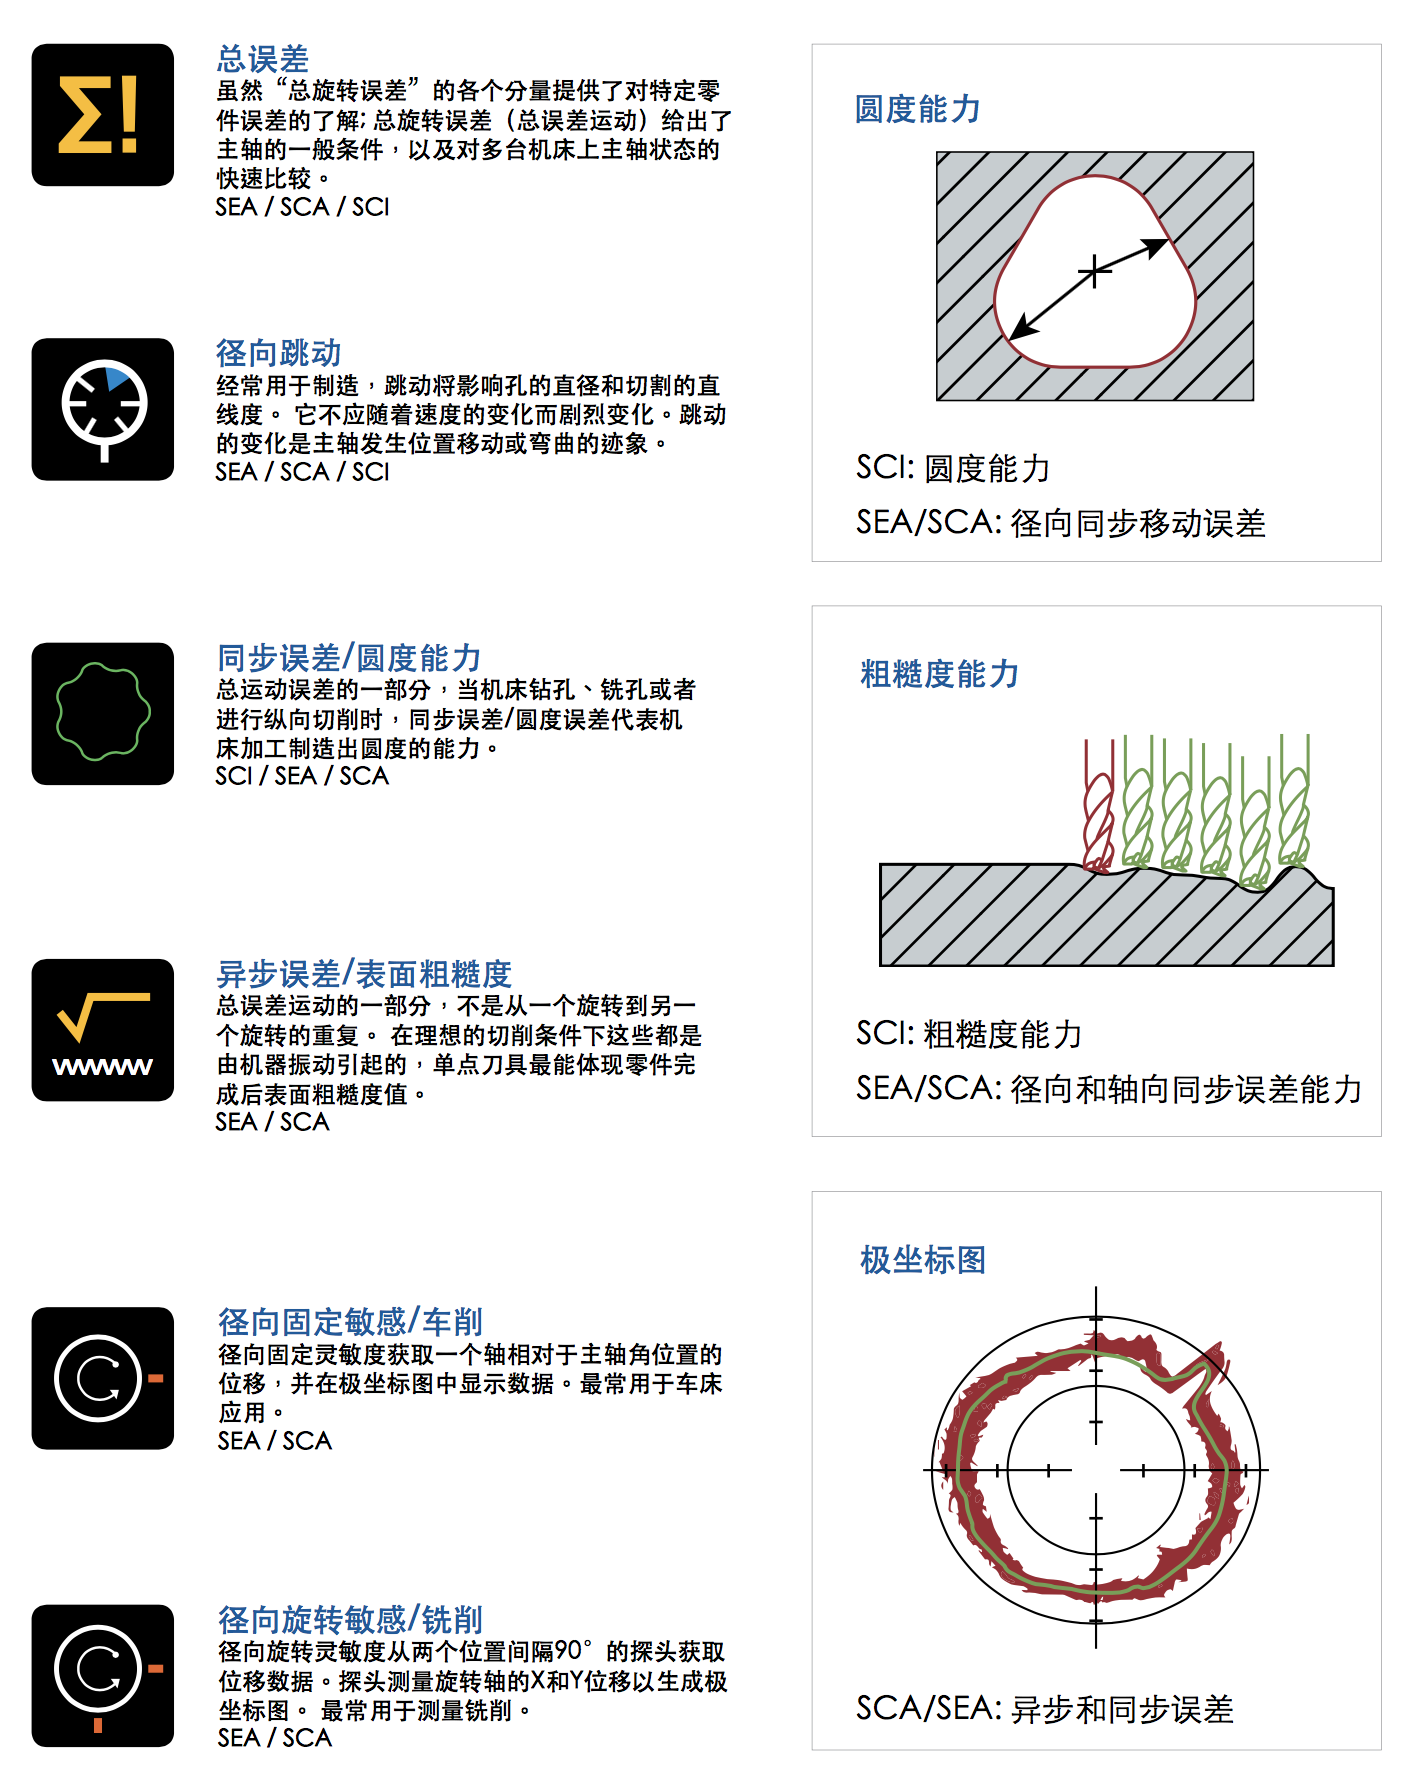 Σ!
总误差
虽然“总旋转误差”的各个分量提供了对特定零
件误差的了解; 总旋转误差（总误差运动）给出了
主轴的一般条件，以及对多台机床上主轴状态的
快速比较。
SEA / SCA / SCI
径向跳动
经常用于制造，跳动将影响孔的直径和切割的直
线度。 它不应随着速度的变化而剧烈变化。跳动
的变化是主轴发生位置移动或弯曲的迹象。
SEA / SCA / SCI
同步误差/圆度能力
总运动误差的一部分，当机床钻孔、铣孔或者
进行纵向切削时，同步误差/圆度误差代表机
床加工制造出圆度的能力。
SCI / SEA / SCA
异步误差/表面粗糙度
总误差运动的一部分，不是从一个旋转到另一
个旋转的重复。 在理想的切削条件下这些都是
由机器振动引起的，单点刀具最能体现零件完
成后表面粗糙度值。
SEA / SCA
径向固定敏感/车削
径向固定灵敏度获取一个轴相对于主轴角位置的
位移，并在极坐标图中显示数据。最常用于车床
应用。
SEA / SCA
径向旋转敏感/铣削
径向旋转灵敏度从两个位置间隔90°的探头获取
位移数据。探头测量旋转轴的X和Y位移以生成极
坐标图。 最常用于测量铣削。
SEA / SCA
圆度能力
SCI: 圆度能力
SEA/SCA: 径向同步移动误差
粗糙度能力
SCI: 粗糙度能力
SEA/SCA: 径向和轴向同步误差能力
极坐标图
SCA/SEA: 异步和同步误差